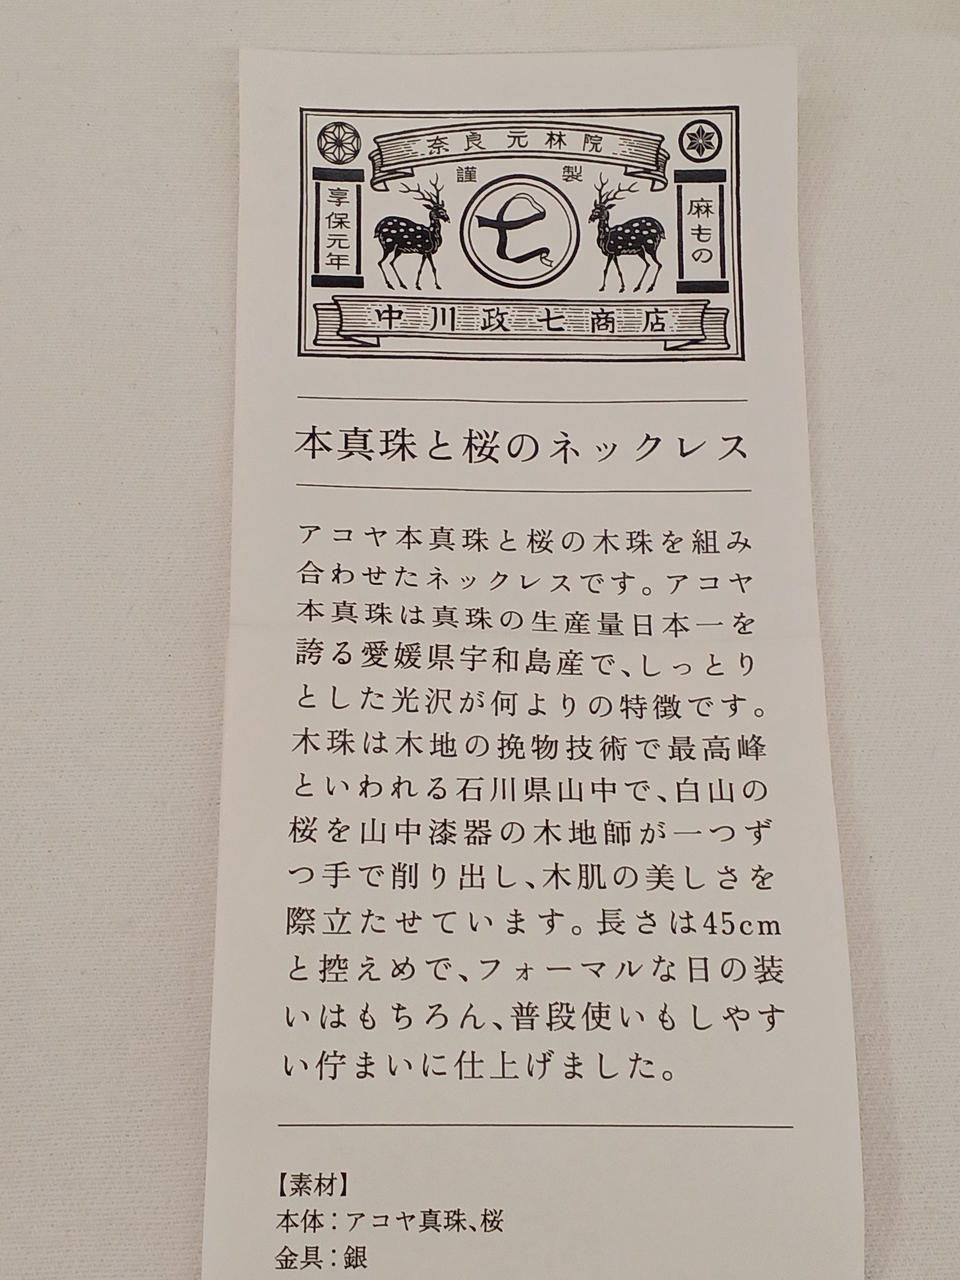 奈良元林院
謹製
享保元年
麻もの
七
中川政七商店
本真珠と桜のネックレス
アコヤ本真珠と桜の木珠を組み
合わせたネックレスです。アコヤ
本真珠は真珠の生産量日本一を
誇る愛媛県宇和島産で、しっとり
とした光沢が何よりの特徴です。
木珠は木地の挽物技術で最高峰
といわれる石川県山中で、白山の
桜を山中漆器の木地師が一つず
つ手で削り出し、木肌の美しさを
際立たせています。長さは45cm
と控えめで、フォーマルな日の装
いはもちろん、普段使いもしやす
い佇まいに仕上げました。
【素材】
本体：アコヤ真珠、桜
金具：銀